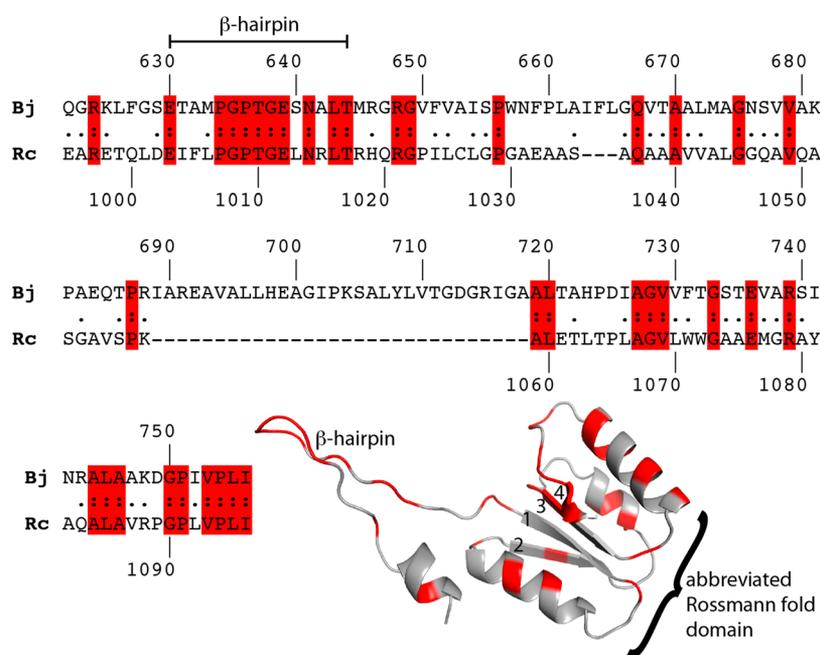 β-hairpin
630 640 650 660 670 680
Bj QGRKLFGSETAMPGPTGESNALTMRGRGVFVAISPWNFPLAIFLGQVTAALMAGNSVVAK
Rc EARETQLDEIFLPGPTGELNRLTRHQRGPILCLGPGAEAAS---AQAAAVVALGGQAVQA
1000 1010 1020 1030 1040 1050
690 700 710 720 730 740
Bj PAEQTPRIAREAVALLHEAGIPKSALYLVTGDGRIGAALTAHPDIAGVVFTGSTEVARSI
Rc SGAVSPK------------------------------ALETLTPLAGVLWWGAAEMGRAY
1060 1070 1080
750
Bj NRALAAKDGPIVPLI
Rc AQALAVRPGPLVPLI
1090
β-hairpin
4
3
1
2
abbreviated
Rossmann fold
domain